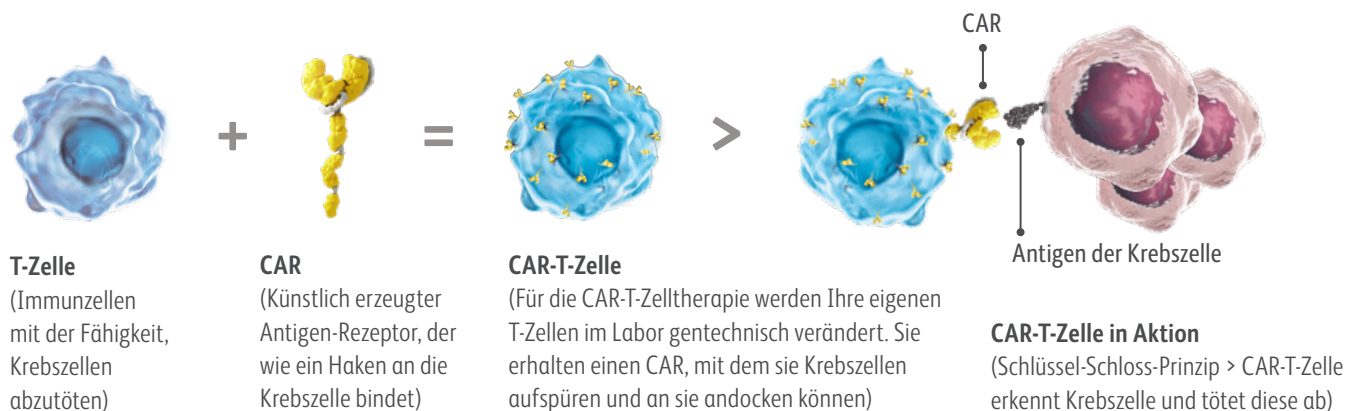 CAR
+
=
>
Antigen der Krebszelle
T-Zelle
(Immunzellen
mit der Fähigkeit,
Krebszellen
abzutöten)
CAR
(Künstlich erzeugter
Antigen-Rezeptor, der
wie ein Haken an die
Krebszelle bindet)
CAR-T-Zelle
(Für die CAR-T-Zelltherapie werden Ihre eigenen
T-Zellen im Labor gentechnisch verändert. Sie
erhalten einen CAR, mit dem sie Krebszellen
aufspüren und an sie andocken können)
CAR-T-Zelle in Aktion
(Schlüssel-Schloss-Prinzip > CAR-T-Zelle
erkennt Krebszelle und tötet diese ab)